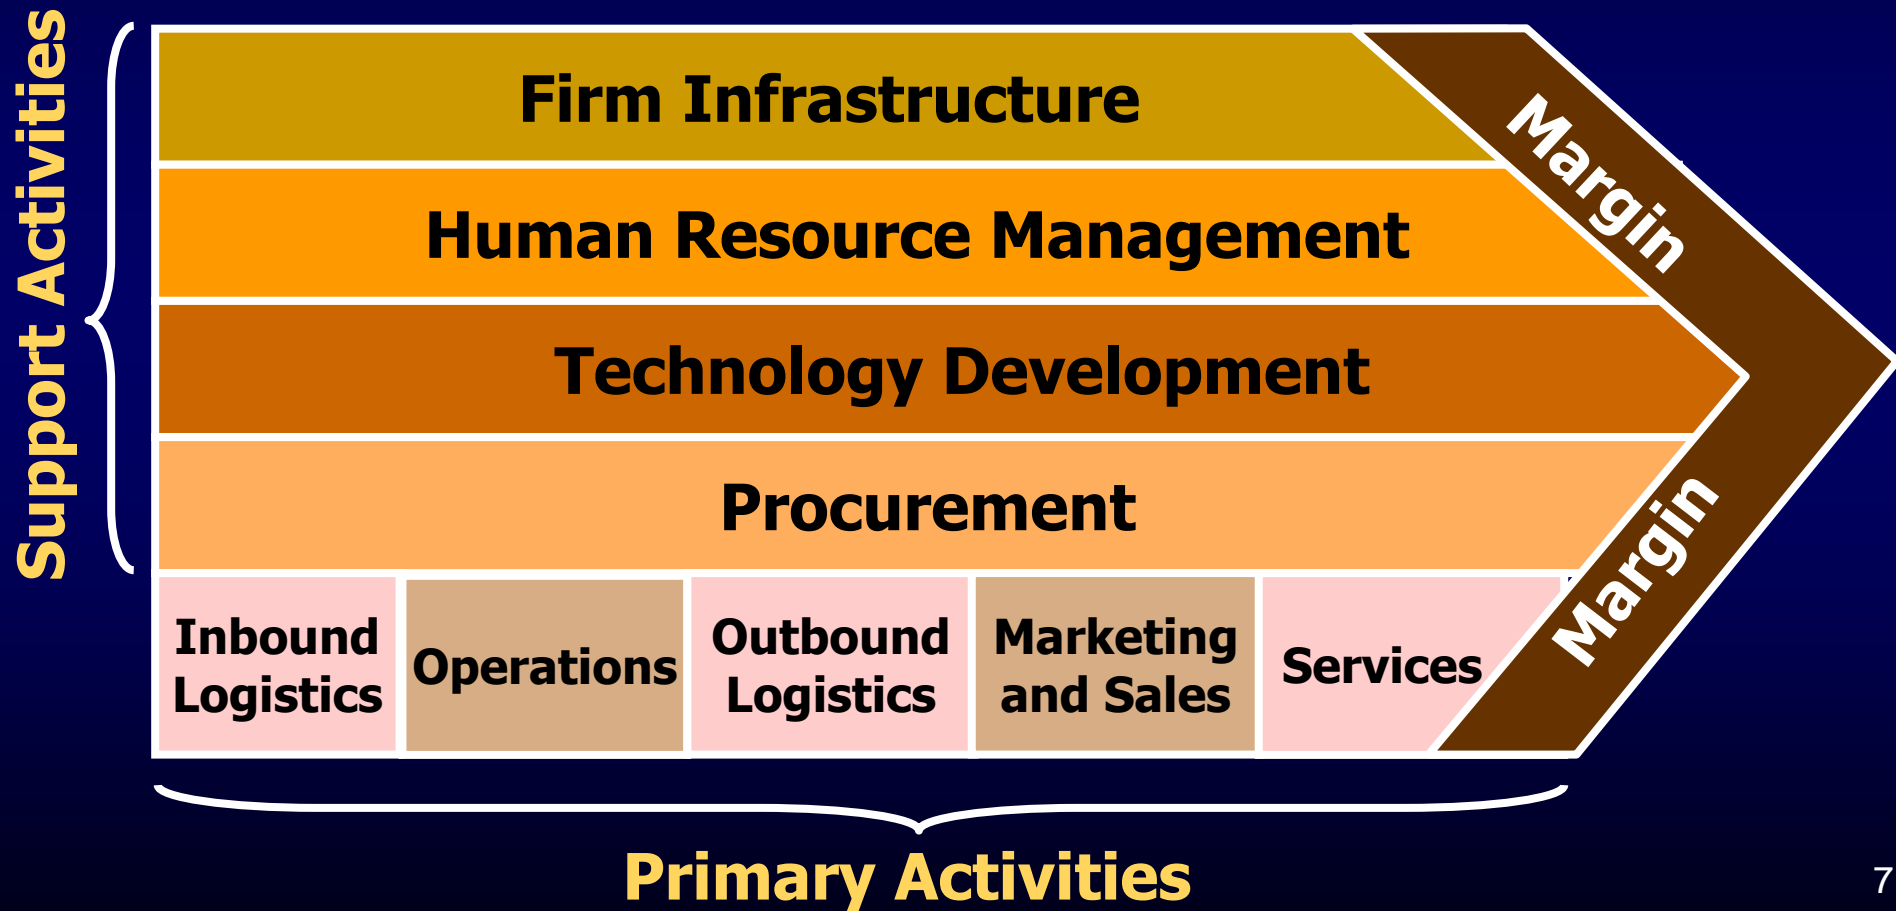 Support Activities
Firm Infrastructure
Human Resource Management
Technology Development
Procurement
Margin
Margin
Inbound
Logistics
Operations
Outbound
Logistics
Marketing
and Sales
Services
Primary Activities
7